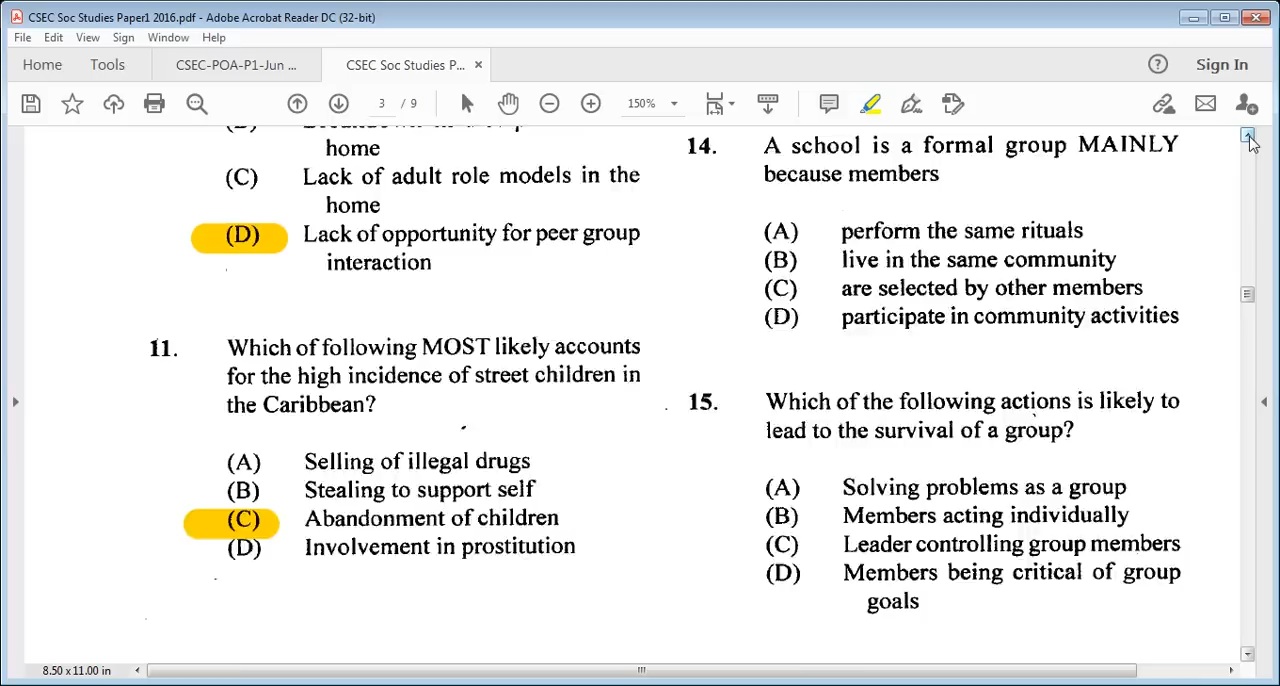 CSEC Soc Studies Paper1 2016.pdf - Adobe Acrobat Reader DC (32-bit)
File Edit View Sign Window Help
Home Tools CSEC-POA-P1-Jun ... CSEC Soc Studies P... × Sign In
3 / 9 150%
home
(C) Lack of adult role models in the
home
(D) Lack of opportunity for peer group
interaction
11. Which of following MOST likely accounts
for the high incidence of street children in
the Caribbean?
(A) Selling of illegal drugs
(B) Stealing to support self
(C) Abandonment of children
(D) Involvement in prostitution
14. A school is a formal group MAINLY
because members
(A) perform the same rituals
(B) live in the same community
(C) are selected by other members
(D) participate in community activities
15. Which of the following actions is likely to
lead to the survival of a group?
(A) Solving problems as a group
(B) Members acting individually
(C) Leader controlling group members
(D) Members being critical of group
goals
8.50 x 11.00 in